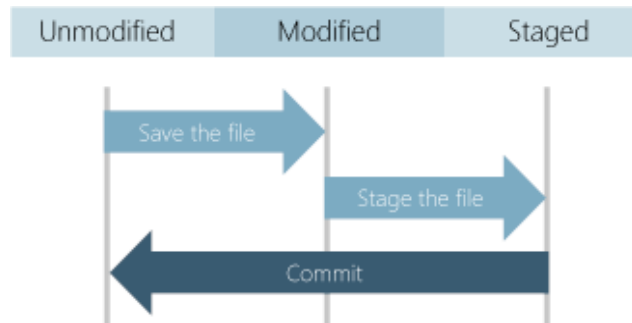 Unmodified Modified Staged
Save the file
Stage the file
Commit